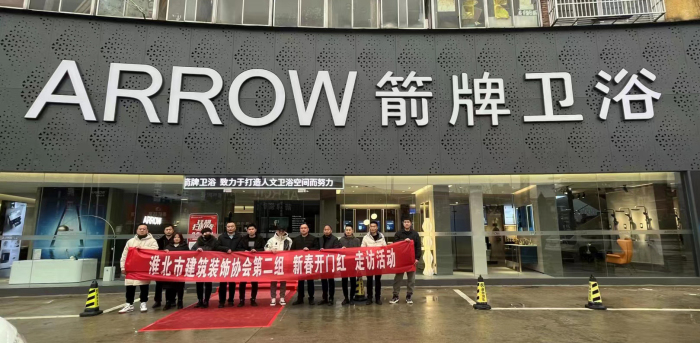 ARROW 箭牌卫浴
箭牌卫浴 致力于打造人文卫浴空间而努力
ARROW
淮北市建筑装饰协会第二组 新春开门红 走访活动